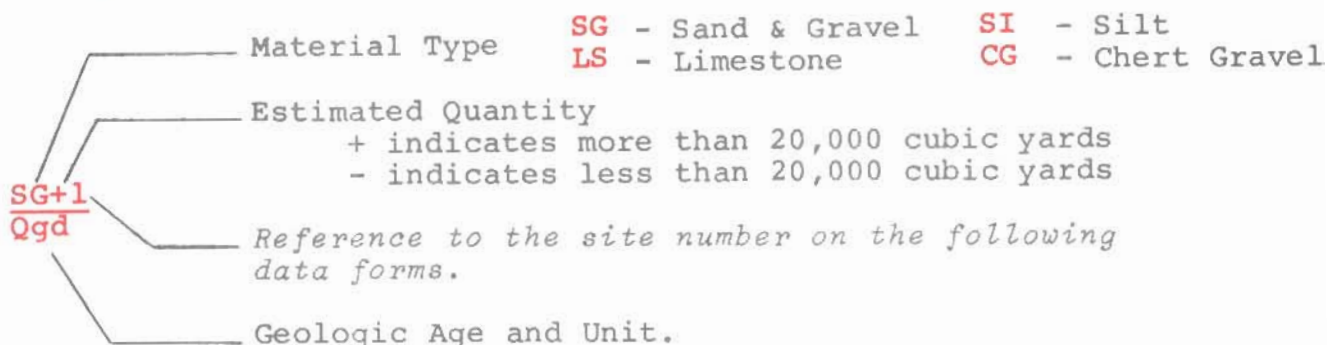 Material Type SG - Sand & Gravel SI - Silt
LS - Limestone CG - Chert Gravel
Estimated Quantity
+ indicates more than 20,000 cubic yards
- indicates less than 20,000 cubic yards
SG+1
Qgd
Reference to the site number on the following
data forms.
Geologic Age and Unit.